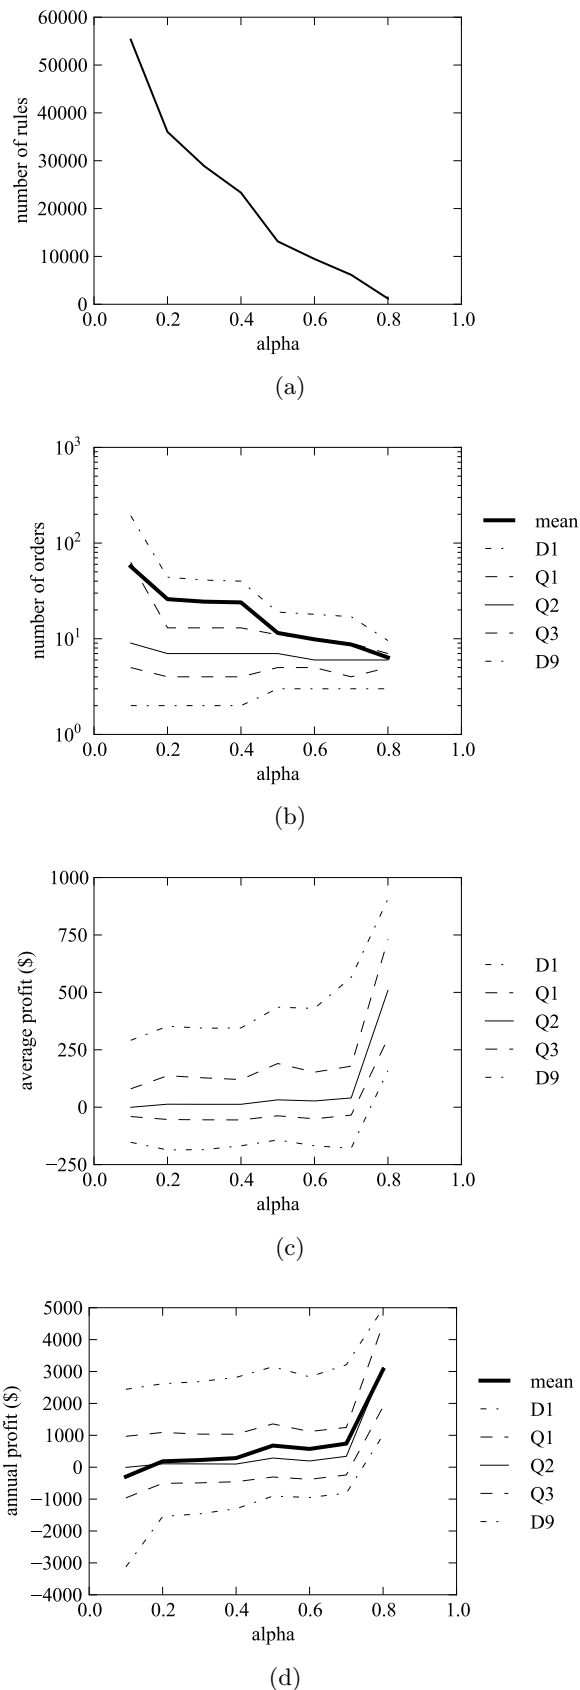 60000
50000
40000
30000
20000
10000
0
number of rules
0.0 0.2 0.4 0.6 0.8 1.0
alpha
(a)
10^3
10^2
10^1
10^0
number of orders
0.0 0.2 0.4 0.6 0.8 1.0
alpha
mean
D1
Q1
Q2
Q3
D9
(b)
1000
750
500
250
0
−250
average profit ($)
0.0 0.2 0.4 0.6 0.8 1.0
alpha
D1
Q1
Q2
Q3
D9
(c)
5000
4000
3000
2000
1000
0
−1000
−2000
−3000
−4000
annual profit ($)
0.0 0.2 0.4 0.6 0.8 1.0
alpha
mean
D1
Q1
Q2
Q3
D9
(d)